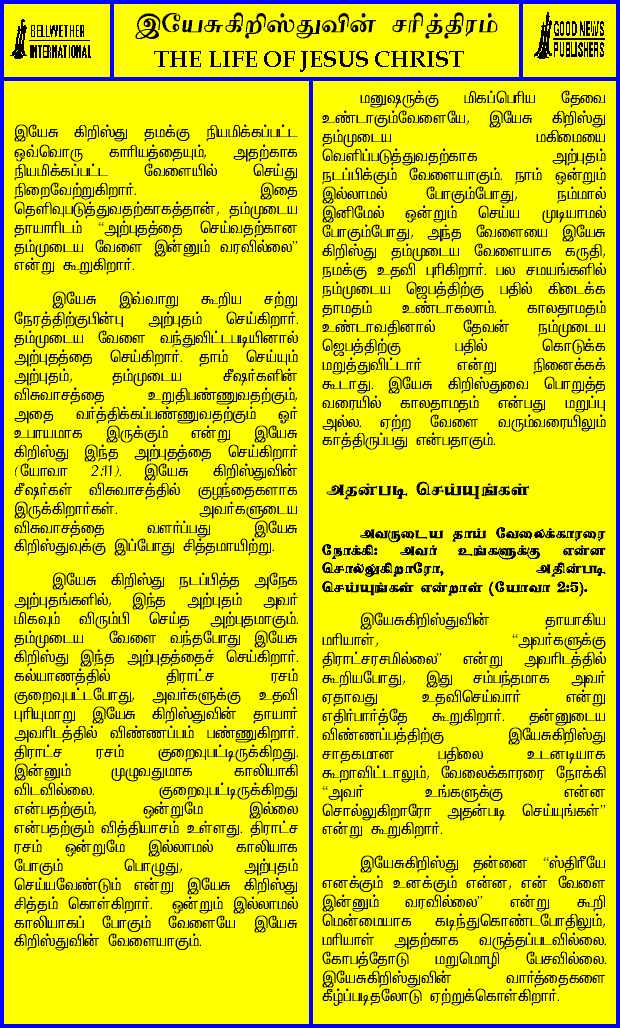 BELLWETHER
INTERNATIONAL
இயேசுகிறிஸ்துவின் சரித்திரம்
THE LIFE OF JESUS CHRIST
GOOD NEWS
PUBLISHERS
இயேசு கிறிஸ்து தமக்கு நியமிக்கப்பட்ட
ஒவ்வொரு காரியத்தையும், அதற்காக
நியமிக்கப்பட்ட வேளையில் செய்து
நிறைவேற்றுகிறார். இதை
தெளிவுபடுத்துவதற்காகத்தான், தம்முடைய
தாயாரிடம் “அற்புதத்தை செய்வதற்கான
தம்முடைய வேளை இன்னும் வரவில்லை”
என்று கூறுகிறார்.
இயேசு இவ்வாறு கூறிய சற்று
நேரத்திற்குபின்பு அற்புதம் செய்கிறார்.
தம்முடைய வேளை வந்துவிட்டபடியினால்
அற்புதத்தை செய்கிறார். தாம் செய்யும்
அற்புதம், தம்முடைய சீஷர்களின்
விசுவாசத்தை உறுதிபண்ணுவதற்கும்,
அதை வர்த்திக்கப்பண்ணுவதற்கும் ஓர்
உபாயமாக இருக்கும் என்று இயேசு
கிறிஸ்து இந்த அற்புதத்தை செய்கிறார்
(யோவா 2:11). இயேசு கிறிஸ்துவின்
சீஷர்கள் விசுவாசத்தில் குழந்தைகளாக
இருக்கிறார்கள். அவர்களுடைய
விசுவாசத்தை வளர்ப்பது இயேசு
கிறிஸ்துவுக்கு இப்போது சித்தமாயிற்று.
இயேசு கிறிஸ்து நடப்பித்த அநேக
அற்புதங்களில், இந்த அற்புதம் அவர்
மிகவும் விரும்பி செய்த அற்புதமாகும்.
தம்முடைய வேளை வந்தபோது இயேசு
கிறிஸ்து இந்த அற்புதத்தைச் செய்கிறார்.
கல்யாணத்தில் திராட்ச ரசம்
குறைவுபட்டபோது, அவர்களுக்கு உதவி
புரியுமாறு இயேசு கிறிஸ்துவின் தாயார்
அவரிடத்தில் விண்ணப்பம் பண்ணுகிறார்.
திராட்ச ரசம் குறைவுபட்டிருக்கிறது.
இன்னும் முழுவதுமாக காலியாகி
விடவில்லை. குறைவுபட்டிருக்கிறது
என்பதற்கும், ஒன்றுமே இல்லை
என்பதற்கும் வித்தியாசம் உள்ளது. திராட்ச
ரசம் ஒன்றுமே இல்லாமல் காலியாக
போகும் பொழுது, அற்புதம்
செய்யவேண்டும் என்று இயேசு கிறிஸ்து
சித்தம் கொள்கிறார். ஒன்றும் இல்லாமல்
காலியாகப் போகும் வேளையே இயேசு
கிறிஸ்துவின் வேளையாகும்.
மனுஷருக்கு மிகப்பெரிய தேவை
உண்டாகும்வேளையே, இயேசு கிறிஸ்து
தம்முடைய மகிமையை
வெளிப்படுத்துவதற்காக அற்புதம்
நடப்பிக்கும் வேளையாகும். நாம் ஒன்றும்
இல்லாமல் போகும்போது, நம்மால்
இனிமேல் ஒன்றும் செய்ய முடியாமல்
போகும்போது, அந்த வேளையை இயேசு
கிறிஸ்து தம்முடைய வேளையாக கருதி,
நமக்கு உதவி புரிகிறார். பல சமயங்களில்
நம்முடைய ஜெபத்திற்கு பதில் கிடைக்க
தாமதம் உண்டாகலாம். காலதாமதம்
உண்டாவதினால் தேவன் நம்முடைய
ஜெபத்திற்கு பதில் கொடுக்க
மறுத்துவிட்டார் என்று நினைக்கக்
கூடாது. இயேசு கிறிஸ்துவை பொறுத்த
வரையில் காலதாமதம் என்பது மறுப்பு
அல்ல. ஏற்ற வேளை வரும்வரையிலும்
காத்திருப்பது என்பதாகும்.
அதன்படி செய்யுங்கள்
அவருடைய தாய் வேலைக்காரரை
நோக்கி: அவர் உங்களுக்கு என்ன
சொல்லுகிறாரோ, அதின்படி
செய்யுங்கள் என்றாள் (யோவா 2:5).
இயேசுகிறிஸ்துவின் தாயாகிய
மரியாள், “அவர்களுக்கு
திராட்சரசமில்லை” என்று அவரிடத்தில்
கூறியபோது, இது சம்பந்தமாக அவர்
ஏதாவது உதவிசெய்வார் என்று
எதிர்பார்த்தே கூறுகிறார். தன்னுடைய
விண்ணப்பத்திற்கு இயேசுகிறிஸ்து
சாதகமான பதிலை உடனடியாக
கூறாவிட்டாலும், வேலைக்காரரை நோக்கி
“அவர் உங்களுக்கு என்ன
சொல்லுகிறாரோ அதன்படி செய்யுங்கள்”
என்று கூறுகிறார்.
இயேசுகிறிஸ்து தன்னை “ஸ்திரீயே
எனக்கும் உனக்கும் என்ன, என் வேளை
இன்னும் வரவில்லை” என்று கூறி
மென்மையாக கடிந்துகொண்டபோதிலும்,
மரியாள் அதற்காக வருத்தப்படவில்லை.
கோபத்தோடு மறுமொழி பேசவில்லை.
இயேசுகிறிஸ்துவின் வார்த்தைகளை
கீழ்ப்படிதலோடு ஏற்றுக்கொள்கிறார்.